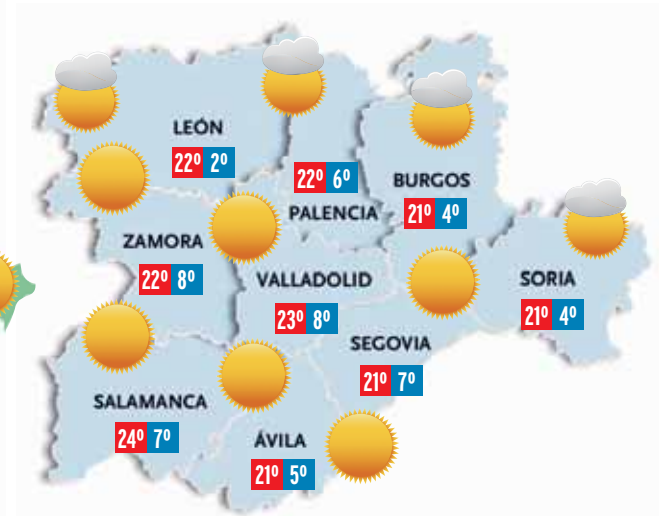 LEÓN
22º 2º
22º 6º
PALENCIA
BURGOS
21º 4º
ZAMORA
22º 8º
VALLADOLID
23º 8º
SORIA
21º 4º
SEGOVIA
21º 7º
SALAMANCA
24º 7º
ÁVILA
21º 5º